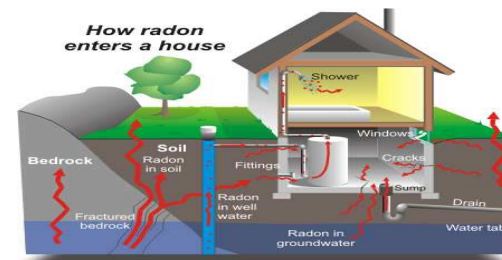 How radon
enters a house
Shower
Windows
Bedrock
Soil
Radon
in soil
Fittings
Cracks
Sump
Radon
in well
water
Drain
Fractured
bedrock
Radon in
groundwater
Water tab